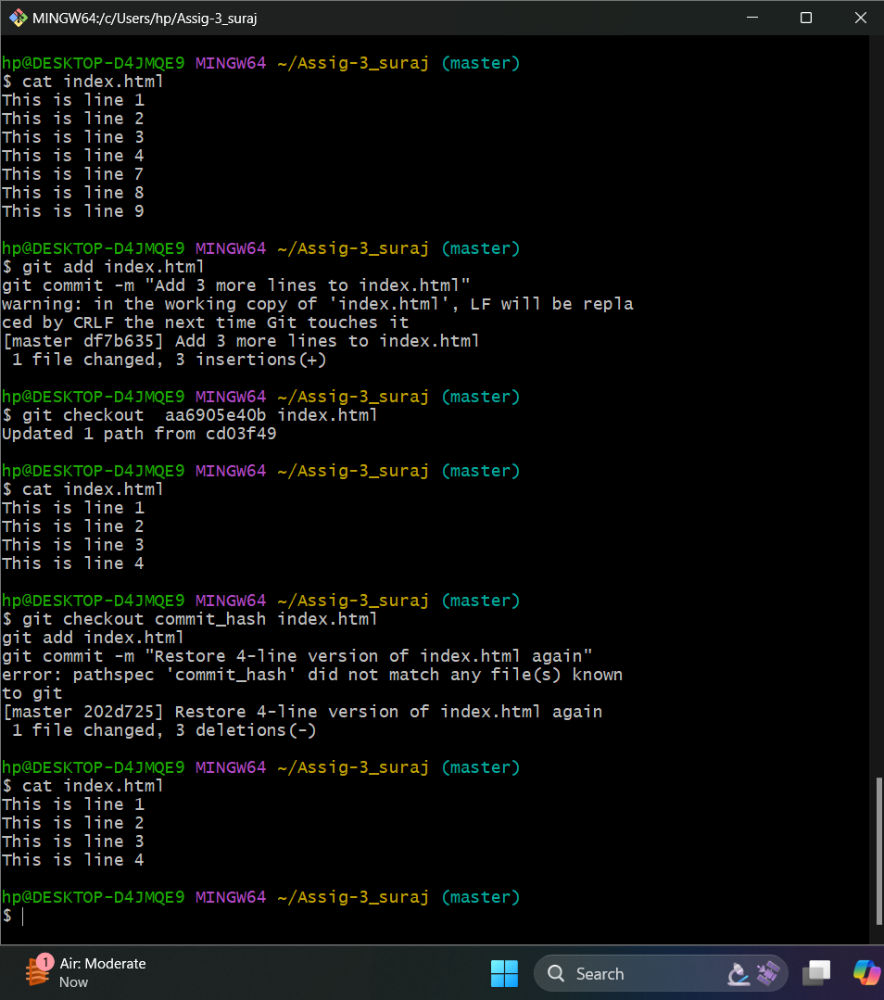 MINGW64:/c/Users/hp/Assig-3_suraj
hp@DESKTOP-D4JMQE9 MINGW64 ~/Assig-3_suraj (master)
$ cat index.html
This is line 1
This is line 2
This is line 3
This is line 4
This is line 7
This is line 8
This is line 9
hp@DESKTOP-D4JMQE9 MINGW64 ~/Assig-3_suraj (master)
$ git add index.html
git commit -m "Add 3 more lines to index.html"
warning: in the working copy of 'index.html', LF will be repla
ced by CRLF the next time Git touches it
[master df7b635] Add 3 more lines to index.html
 1 file changed, 3 insertions(+)
hp@DESKTOP-D4JMQE9 MINGW64 ~/Assig-3_suraj (master)
$ git checkout  aa6905e40b index.html
Updated 1 path from cd03f49
hp@DESKTOP-D4JMQE9 MINGW64 ~/Assig-3_suraj (master)
$ cat index.html
This is line 1
This is line 2
This is line 3
This is line 4
hp@DESKTOP-D4JMQE9 MINGW64 ~/Assig-3_suraj (master)
$ git checkout commit_hash index.html
git add index.html
git commit -m "Restore 4-line version of index.html again"
error: pathspec 'commit_hash' did not match any file(s) known
to git
[master 202d725] Restore 4-line version of index.html again
 1 file changed, 3 deletions(-)
hp@DESKTOP-D4JMQE9 MINGW64 ~/Assig-3_suraj (master)
$ cat index.html
This is line 1
This is line 2
This is line 3
This is line 4
hp@DESKTOP-D4JMQE9 MINGW64 ~/Assig-3_suraj (master)
$
1
Air: Moderate
Now
Search